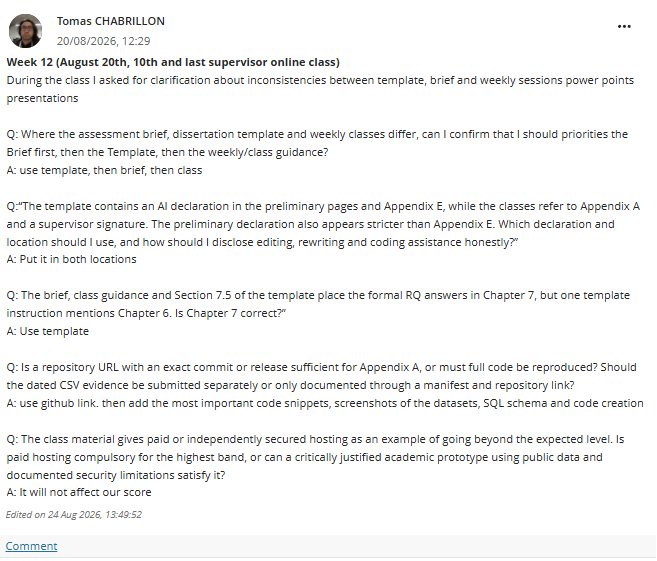 Tomas CHABRILLON
20/08/2026, 12:29
Week 12 (August 20th, 10th and last supervisor online class)
During the class I asked for clarification about inconsistencies between template, brief and weekly sessions power points
presentations
Q: Where the assessment brief, dissertation template and weekly classes differ, can I confirm that I should priorities the
Brief first, then the Template, then the weekly/class guidance?
A: use template, then brief, then class
Q:“The template contains an AI declaration in the preliminary pages and Appendix E, while the classes refer to Appendix A
and a supervisor signature. The preliminary declaration also appears stricter than Appendix E. Which declaration and
location should I use, and how should I disclose editing, rewriting and coding assistance honestly?”
A: Put it in both locations
Q: The brief, class guidance and Section 7.5 of the template place the formal RQ answers in Chapter 7, but one template
instruction mentions Chapter 6. Is Chapter 7 correct?”
A: Use template
Q: Is a repository URL with an exact commit or release sufficient for Appendix A, or must full code be reproduced? Should
the dated CSV evidence be submitted separately or only documented through a manifest and repository link?
A: use github link. then add the most important code snippets, screenshots of the datasets, SQL schema and code creation
Q: The class material gives paid or independently secured hosting as an example of going beyond the expected level. Is
paid hosting compulsory for the highest band, or can a critically justified academic prototype using public data and
documented security limitations satisfy it?
A: It will not affect our score
Edited on 24 Aug 2026, 13:49:52
Comment